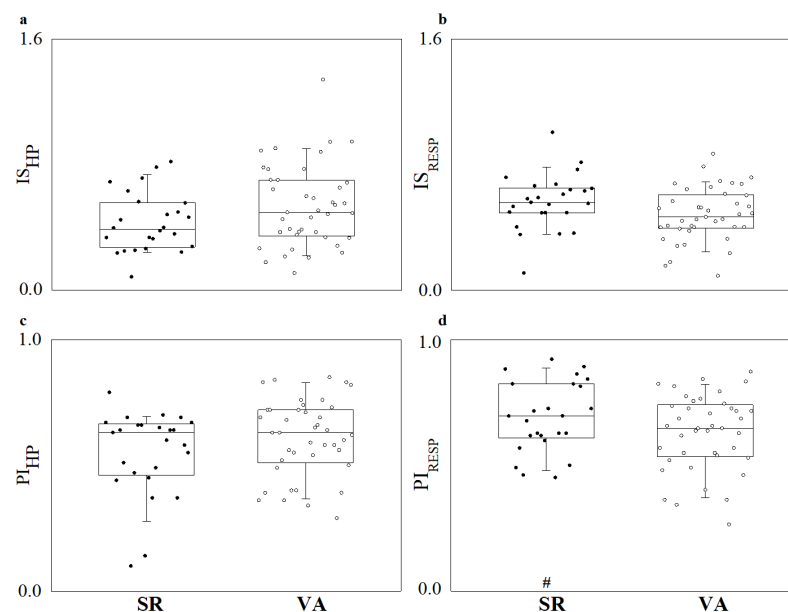 a
b
1.6
1.6
IS_HP
IS_RESP
0.0
0.0
c
d
1.0
1.0
PI_HP
PI_RESP
0.0
0.0
#
SR
VA
SR
VA